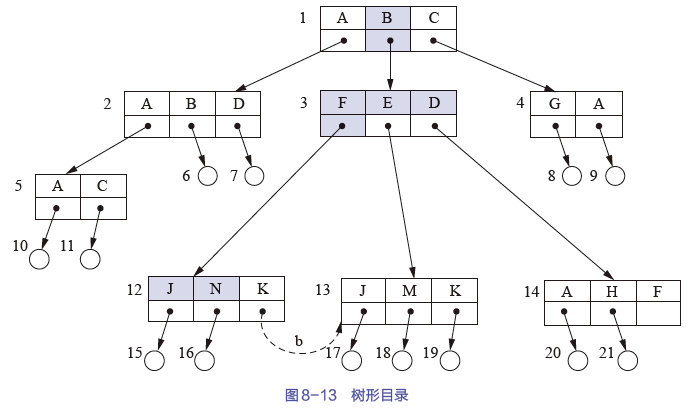 1 A B C
2 A B D
3 F E D
4 G A
5 A C
6 7
8 9
10 11
12 J N K
13 J M K
14 A H F
b
15 16
17 18 19
20 21
图8-13 树形目录